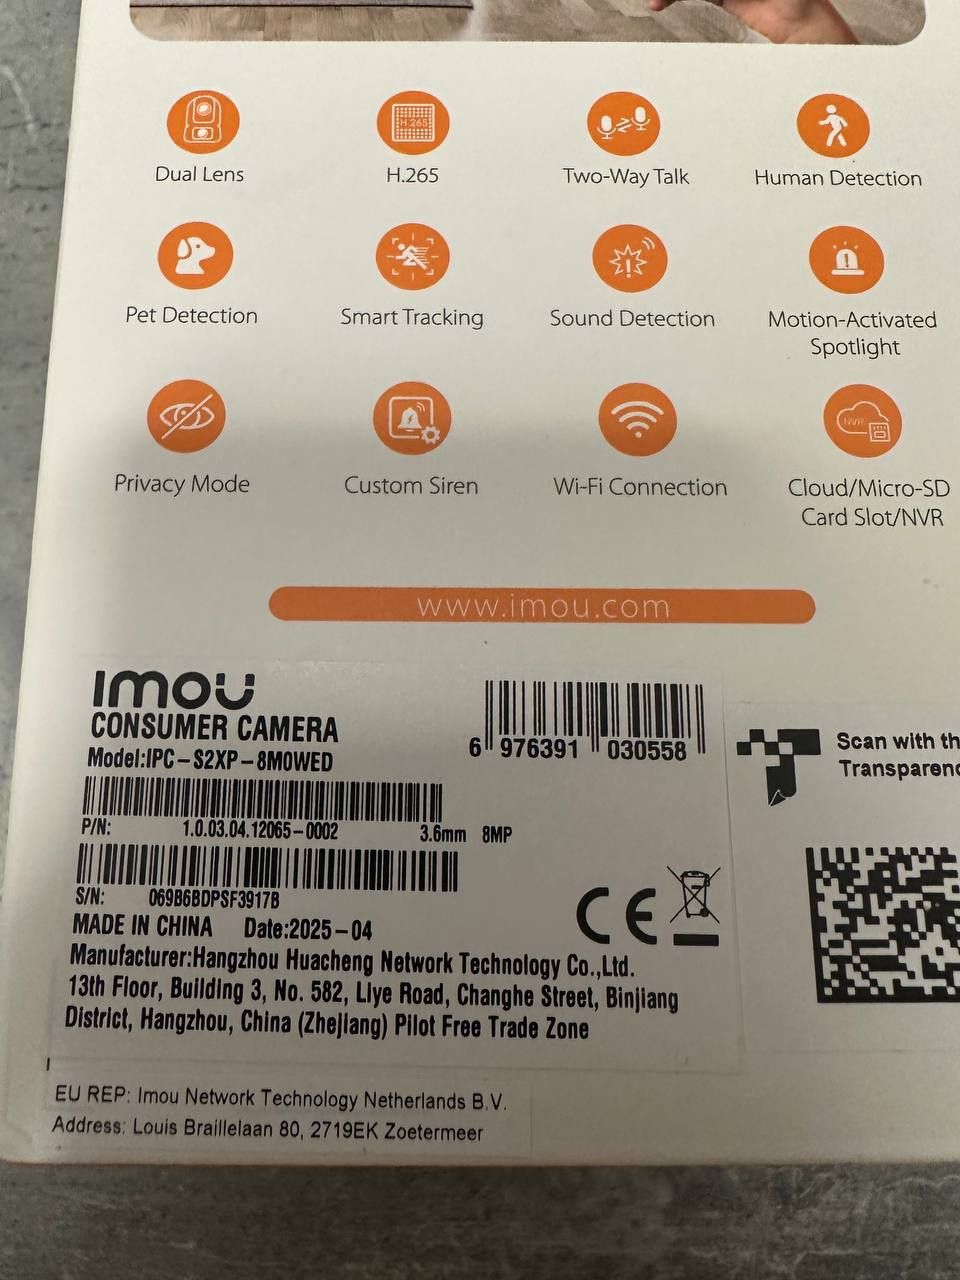 Dual Lens
H.265
H.265
Two-Way Talk
Human Detection
Pet Detection
Smart Tracking
Sound Detection
Motion-Activated
Spotlight
Privacy Mode
Custom Siren
Wi-Fi Connection
NVR
Cloud/Micro-SD
Card Slot/NVR
www.imou.com
imou
CONSUMER CAMERA
Model:IPC-S2XP-8M0WED
6 976391 030558
P/N: 1.0.03.04.12065-0002 3.6mm 8MP
S/N: 069B6BDPSF3917B
MADE IN CHINA Date:2025-04
CE
Manufacturer:Hangzhou Huacheng Network Technology Co.,Ltd.
13th Floor, Building 3, No. 582, Liye Road, Changhe Street, Binjiang
District, Hangzhou, China (Zhejiang) Pilot Free Trade Zone
Scan with th
Transparenc
EU REP: Imou Network Technology Netherlands B.V.
Address: Louis Braillelaan 80, 2719EK Zoetermeer